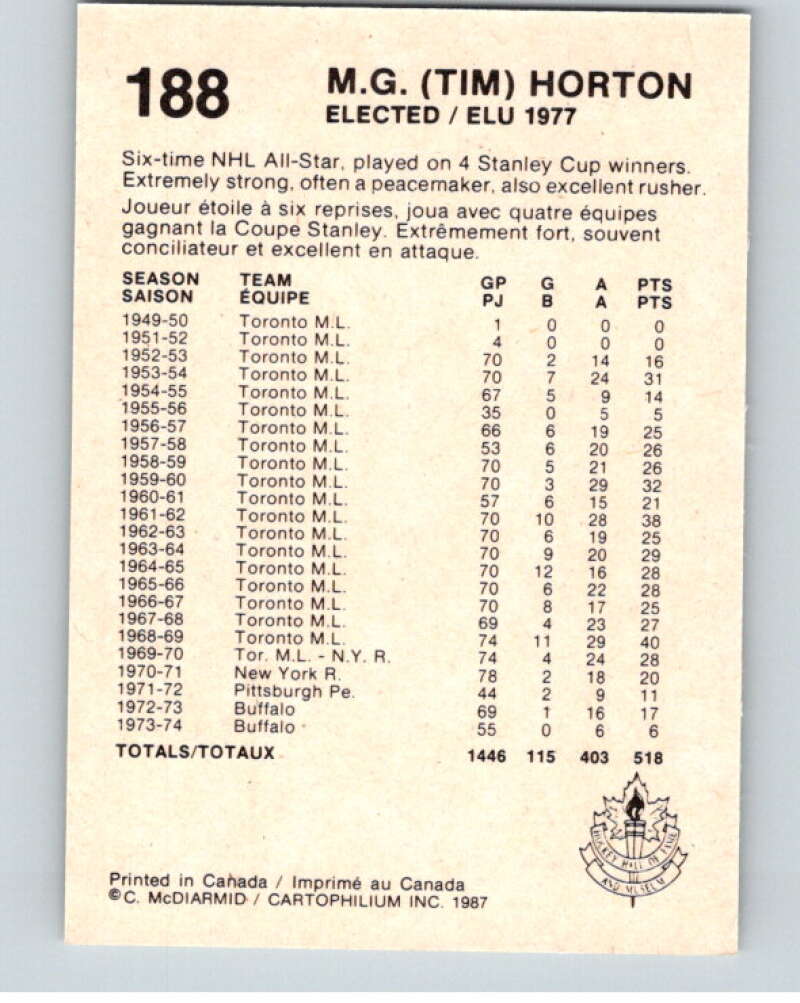 188
M.G. (TIM) HORTON
ELECTED / ELU 1977
Six-time NHL All-Star, played on 4 Stanley Cup winners.
Extremely strong, often a peacemaker, also excellent rusher.
Joueur étoile à six reprises, joua avec quatre équipes
gagnant la Coupe Stanley. Extrêmement fort, souvent
conciliateur et excellent en attaque.
SEASON TEAM GP G A PTS
SAISON ÉQUIPE PJ B A PTS
1949-50 Toronto M.L. 1 0 0 0
1951-52 Toronto M.L. 4 0 0 0
1952-53 Toronto M.L. 70 2 14 16
1953-54 Toronto M.L. 70 7 24 31
1954-55 Toronto M.L. 67 5 9 14
1955-56 Toronto M.L. 35 0 5 5
1956-57 Toronto M.L. 66 6 19 25
1957-58 Toronto M.L. 53 6 20 26
1958-59 Toronto M.L. 70 5 21 26
1959-60 Toronto M.L. 70 3 29 32
1960-61 Toronto M.L. 57 6 15 21
1961-62 Toronto M.L. 70 10 28 38
1962-63 Toronto M.L. 70 6 19 25
1963-64 Toronto M.L. 70 9 20 29
1964-65 Toronto M.L. 70 12 16 28
1965-66 Toronto M.L. 70 6 22 28
1966-67 Toronto M.L. 70 8 17 25
1967-68 Toronto M.L. 69 4 23 27
1968-69 Toronto M.L. 74 11 29 40
1969-70 Tor. M.L. - N.Y. R. 74 4 24 28
1970-71 New York R. 78 2 18 20
1971-72 Pittsburgh Pe. 44 2 9 11
1972-73 Buffalo 69 1 16 17
1973-74 Buffalo 55 0 6 6
TOTALS/TOTAUX 1446 115 403 518
HOCKEY HALL OF FAME
AND MUSEUM
Printed in Canada / Imprimé au Canada
©C. McDIARMID / CARTOPHILIUM INC. 1987